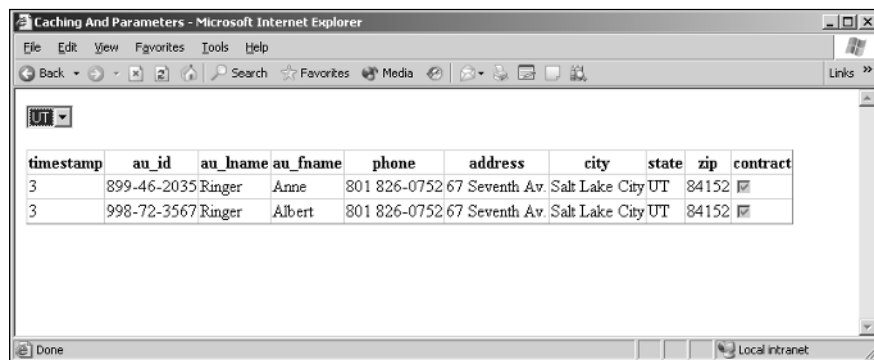 Caching And Parameters - Microsoft Internet Explorer
File Edit View Favorites Tools Help
Back Search Favorites Media Links »
UT
timestamp au_id au_lname au_fname phone address city state zip contract
3 899-46-2035 Ringer Anne 801 826-0752 67 Seventh Av. Salt Lake City UT 84152
3 998-72-3567 Ringer Albert 801 826-0752 67 Seventh Av. Salt Lake City UT 84152
Done Local intranet